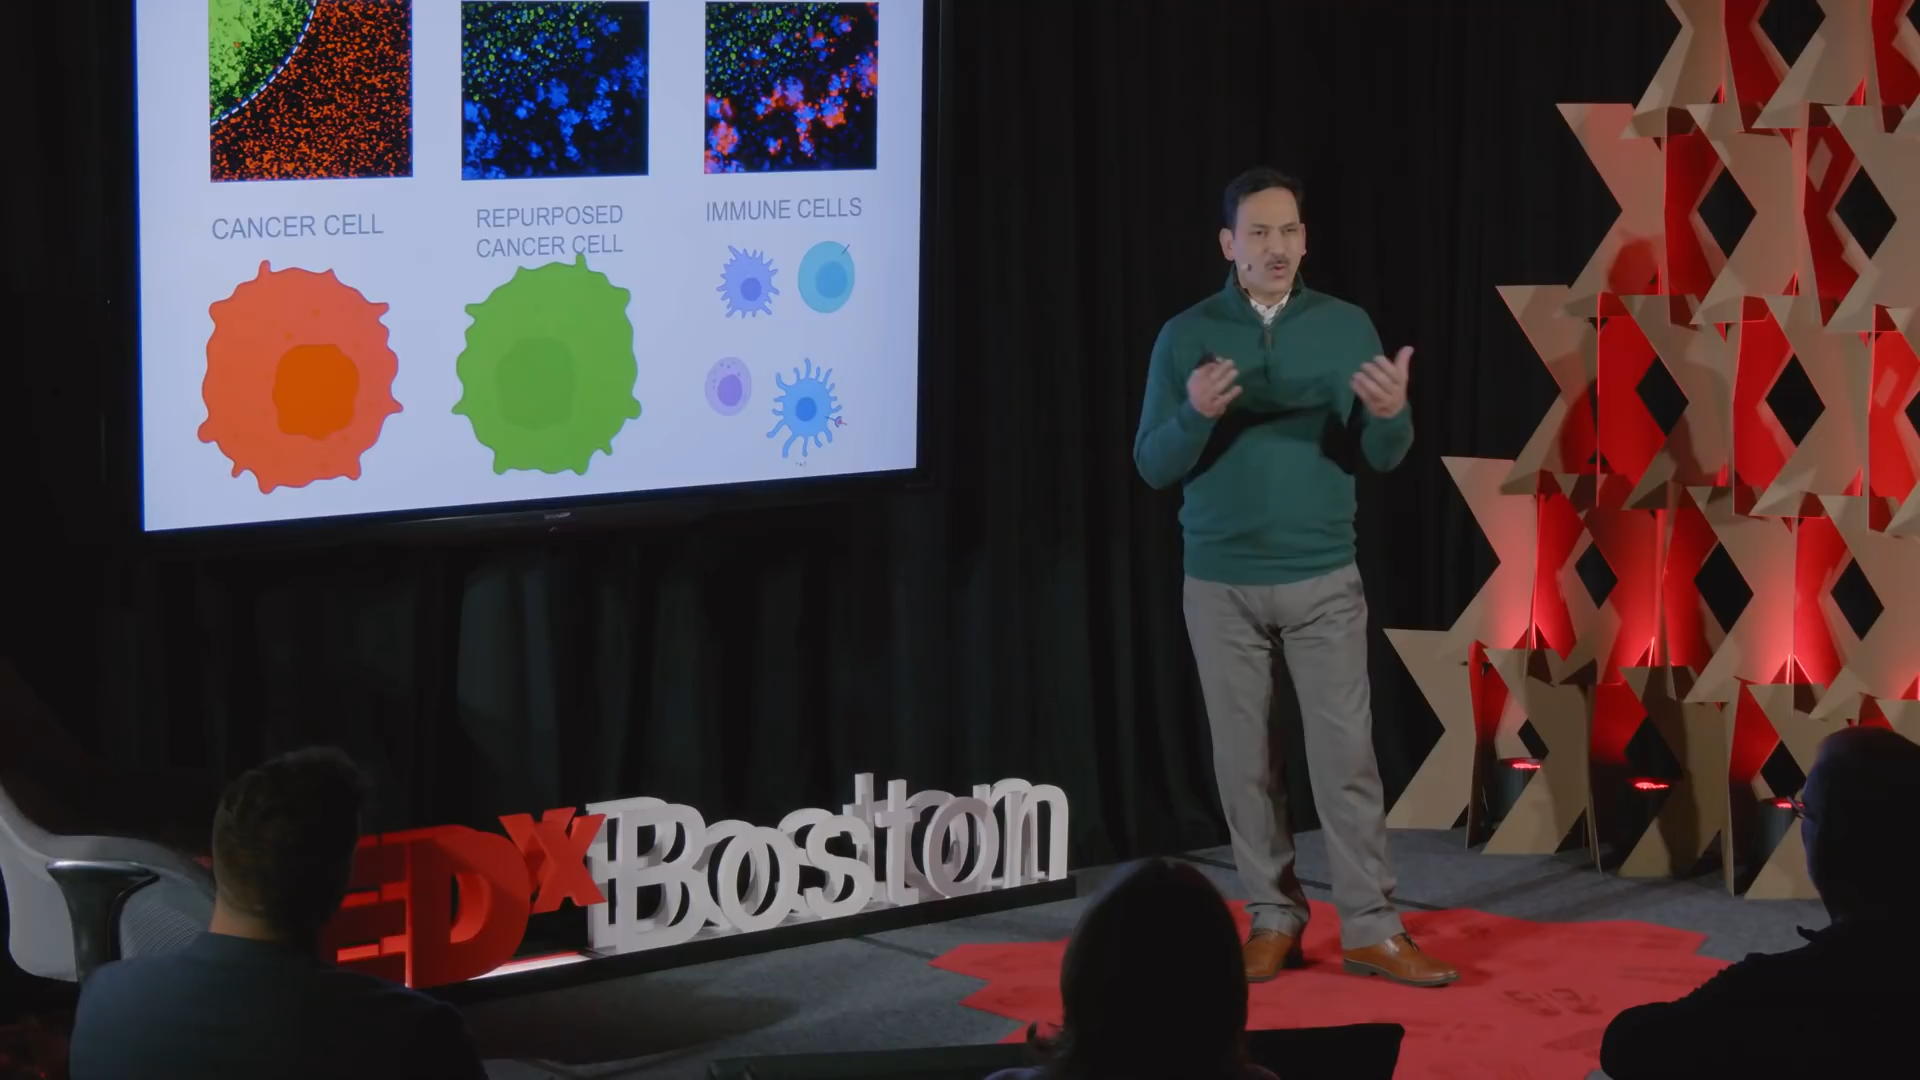 CANCER CELL
REPURPOSED
CANCER CELL
IMMUNE CELLS
TEDxBoston